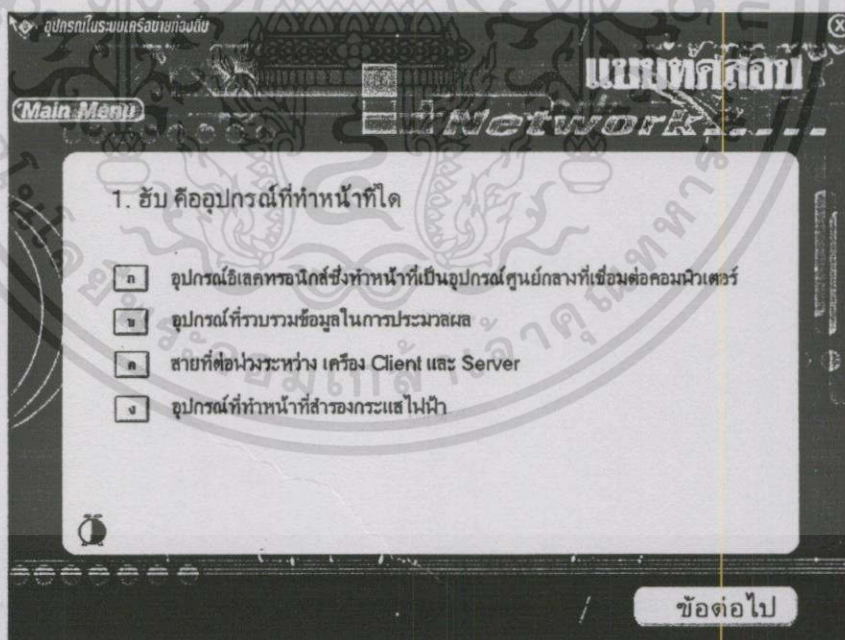 อุปกรณ์ในระบบเครือข่ายท้องถิ่น
แบบทดสอบ
Main Menu
Network
1. ฮับ คืออุปกรณ์ที่ทำหน้าที่ใด
ก อุปกรณ์อิเลคทรอนิกส์ซึ่งทำหน้าที่เป็นอุปกรณ์ศูนย์กลางที่เชื่อมต่อคอมพิวเตอร์
ข อุปกรณ์ที่รวบรวมข้อมูลในการประมวลผล
ค สายที่ต่อพ่วงระหว่าง เครื่อง Client และ Server
ง อุปกรณ์ที่ทำหน้าที่สำรองกระแสไฟฟ้า
ข้อต่อไป